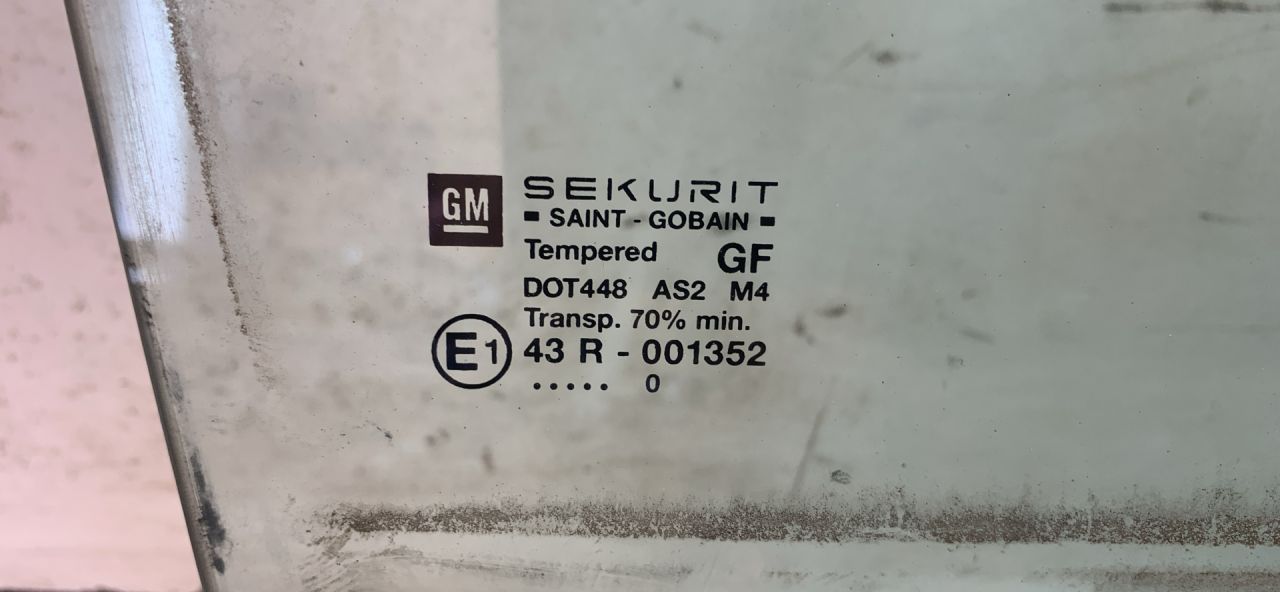 GM
SEKURIT
SAINT - GOBAIN
Tempered GF
DOT448 AS2 M4
Transp. 70% min.
E1 43 R - 001352
..... 0